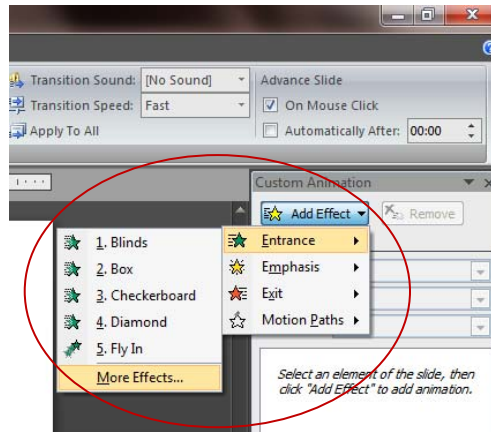 Transition Sound: [No Sound]
Transition Speed: Fast
Apply To All
Advance Slide
On Mouse Click
Automatically After: 00:00
Custom Animation
Add Effect
Remove
Entrance
Emphasis
Exit
Motion Paths
1. Blinds
2. Box
3. Checkerboard
4. Diamond
5. Fly In
More Effects...
Select an element of the slide, then
click "Add Effect" to add animation.